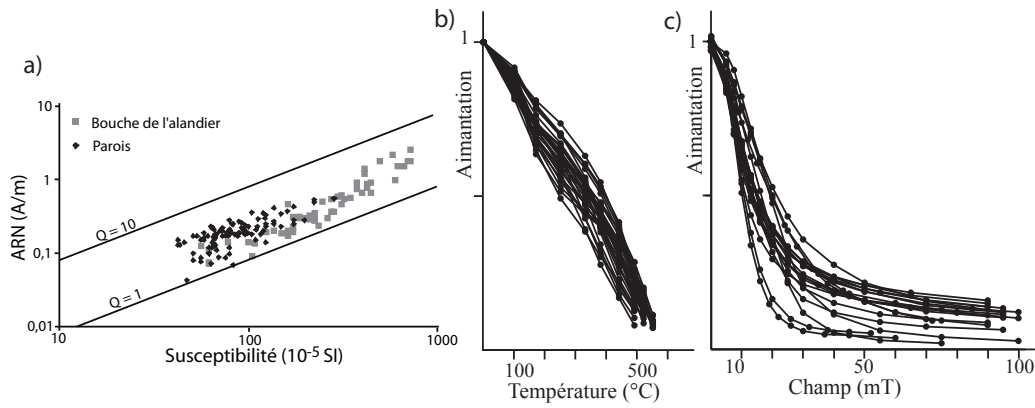 a)
10
1
0,1
0,01
ARN (A/m)
Bouche de l'alandier
Parois
Q = 10
Q = 1
10
100
1000
Susceptibilité (10⁻⁵ SI)
b)
1
Aimantation
100
500
Température (°C)
c)
1
Aimantation
10
50
100
Champ (mT)